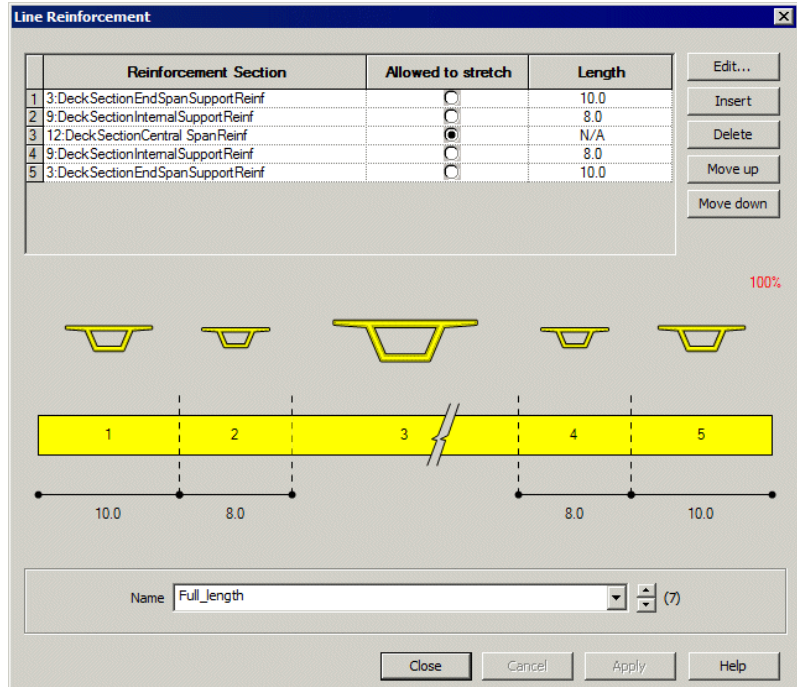 Line Reinforcement
Reinforcement Section Allowed to stretch Length
1 3:DeckSectionEndSpanSupportReinf 10.0
2 9:DeckSectionInternalSupportReinf 8.0
3 12:DeckSectionCentral SpanReinf N/A
4 9:DeckSectionInternalSupportReinf 8.0
5 3:DeckSectionEndSpanSupportReinf 10.0
Edit...
Insert
Delete
Move up
Move down
100%
1 2 3 4 5
10.0 8.0 8.0 10.0
Name Full_length (7)
Close Cancel Apply Help